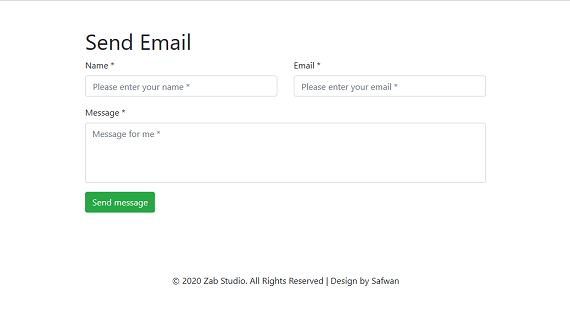 Send Email
Name * Email *
Please enter your name * Please enter your email *
Message *
Message for me *
Send message
© 2020 Zab Studio. All Rights Reserved | Design by Safwan